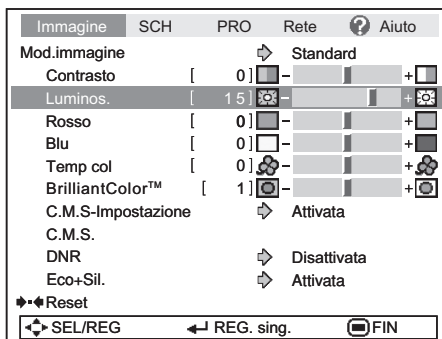 Immagine SCH PRO Rete ? Aiuto
Mod.immagine Standard
Contrasto [ 0] - +
Luminos. [ 15] - +
Rosso [ 0] - +
Blu [ 0] - +
Temp col [ 0] - +
BrilliantColor™ [ 1] - +
C.M.S-Impostazione Attivata
C.M.S.
DNR Disattivata
Eco+Sil. Attivata
Reset
SEL/REG REG. sing. FIN